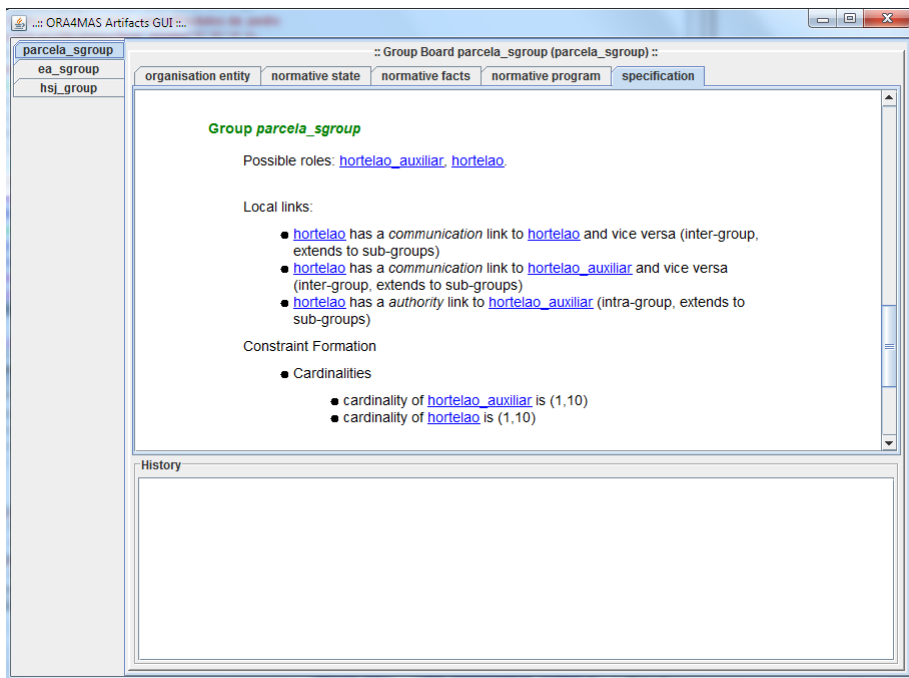 ..:: ORA4MAS Artifacts GUI ::..
parcela_sgroup
ea_sgroup
hsj_group
:: Group Board parcela_sgroup (parcela_sgroup) ::
organisation entity normative state normative facts normative program specification
Group parcela_sgroup
Possible roles: hortelao_auxiliar, hortelao.
Local links:
hortelao has a communication link to hortelao and vice versa (inter-group,
extends to sub-groups)
hortelao has a communication link to hortelao_auxiliar and vice versa
(inter-group, extends to sub-groups)
hortelao has a authority link to hortelao_auxiliar (intra-group, extends to
sub-groups)
Constraint Formation
Cardinalities
cardinality of hortelao_auxiliar is (1,10)
cardinality of hortelao is (1,10)
History